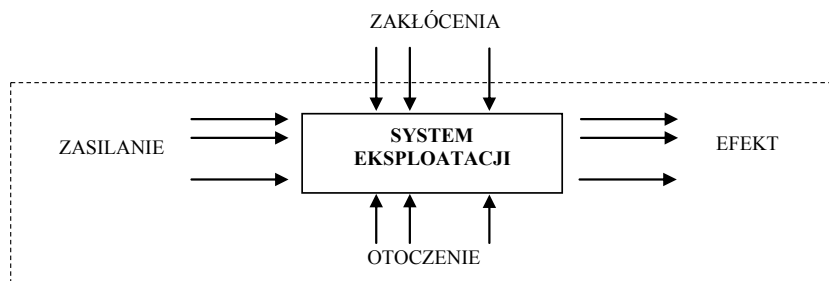 ZAKŁÓCENIA
ZASILANIE
SYSTEM
EKSPLOATACJI
EFEKT
OTOCZENIE